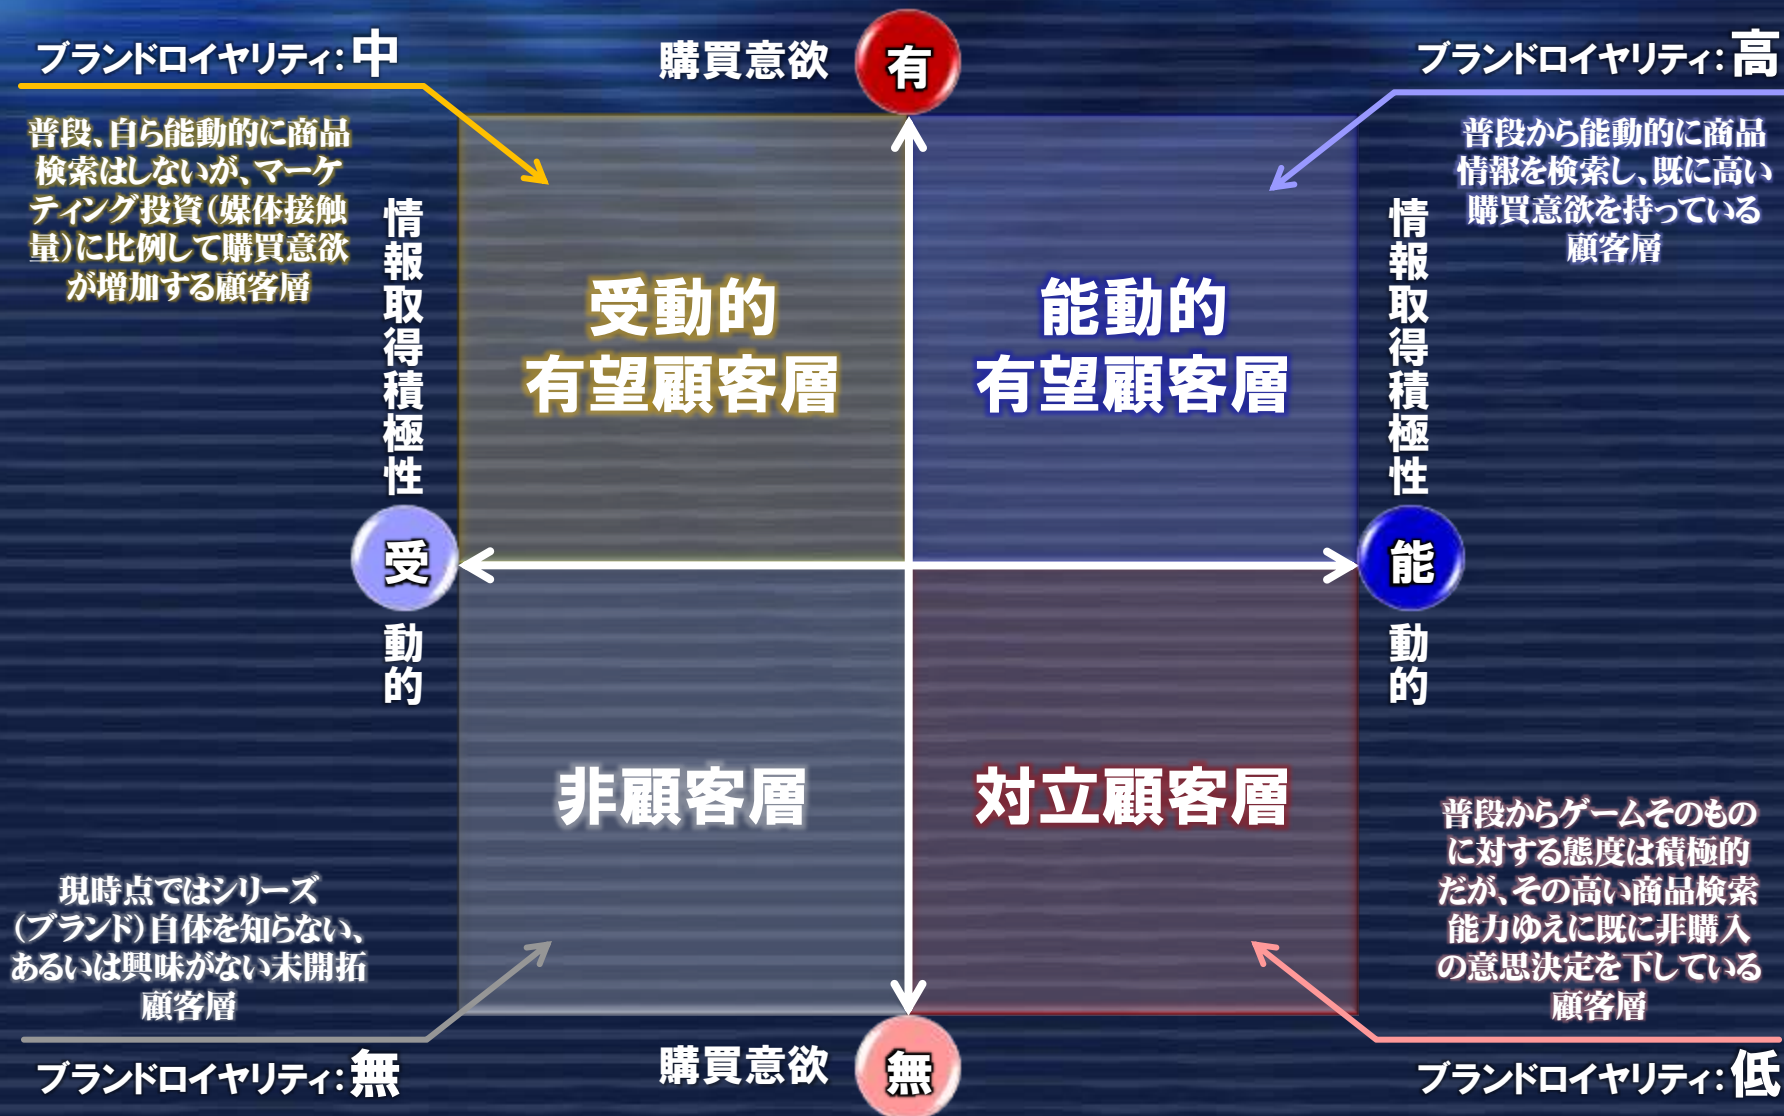 ブランドロイヤリティ：中
購買意欲 有
ブランドロイヤリティ：高
普段、自ら能動的に商品
検索はしないが、マーケ
ティング投資（媒体接触
量）に比例して購買意欲
が増加する顧客層
普段から能動的に商品
情報を検索し、既に高い
購買意欲を持っている
顧客層
情報取得積極性
受
動的
情報取得積極性
能
動的
受動的
有望顧客層
能動的
有望顧客層
非顧客層
対立顧客層
現時点ではシリーズ
（ブランド）自体を知らない、
あるいは興味がない未開拓
顧客層
普段からゲームそのもの
に対する態度は積極的
だが、その高い商品検索
能力ゆえに既に非購入
の意思決定を下している
顧客層
ブランドロイヤリティ：無
購買意欲 無
ブランドロイヤリティ：低